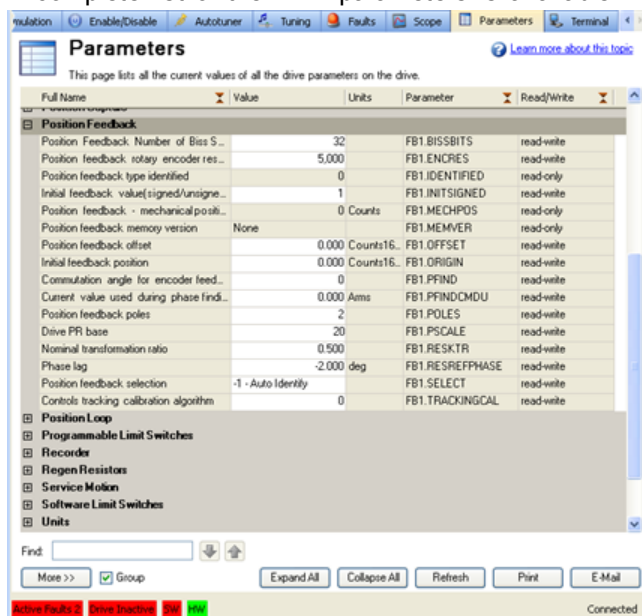 mulation Enable/Disable Autotuner Tuning Faults Scope Parameters Terminal
Parameters
Learn more about this topic
This page lists all the current values of all the drive parameters on the drive.
Full Name Value Units Parameter Read/Write
Position Feedback
Position Feedback Number of Biss S... 32 FB1.BISSBITS read-write
Position feedback rotary encoder res... 5,000 FB1.ENCRES read-write
Position feedback type identified 0 FB1.IDENTIFIED read-only
Initial feedback value(signed/unsigne... 1 FB1.INITSIGNED read-write
Position feedback - mechanical positi... 0 Counts FB1.MECHPOS read-only
Position feedback memory version None FB1.MEMVER read-only
Position feedback offset 0.000 Counts16... FB1.OFFSET read-write
Initial feedback position 0.000 Counts16... FB1.ORIGIN read-write
Commutation angle for encoder feed... 0 FB1.PFIND read-write
Current value used during phase findi... 0.000 Arms FB1.PFINDCMDU read-write
Position feedback poles 2 FB1.POLES read-write
Drive PR base 20 FB1.PSCALE read-write
Nominal transformation ratio 0.500 FB1.RESKTR read-write
Phase lag -2.000 deg FB1.RESREFPHASE read-write
Position feedback selection -1 - Auto Identify FB1.SELECT read-write
Controls tracking calibration algorithm 0 FB1.TRACKINGCAL read-write
Position Loop
Programmable Limit Switches
Recorder
Regen Resistors
Service Motion
Software Limit Switches
Units
Find:
More >> Group Expand All Collapse All Refresh Print E-Mail
Active Faults 2 Drive Inactive SW HW Connected